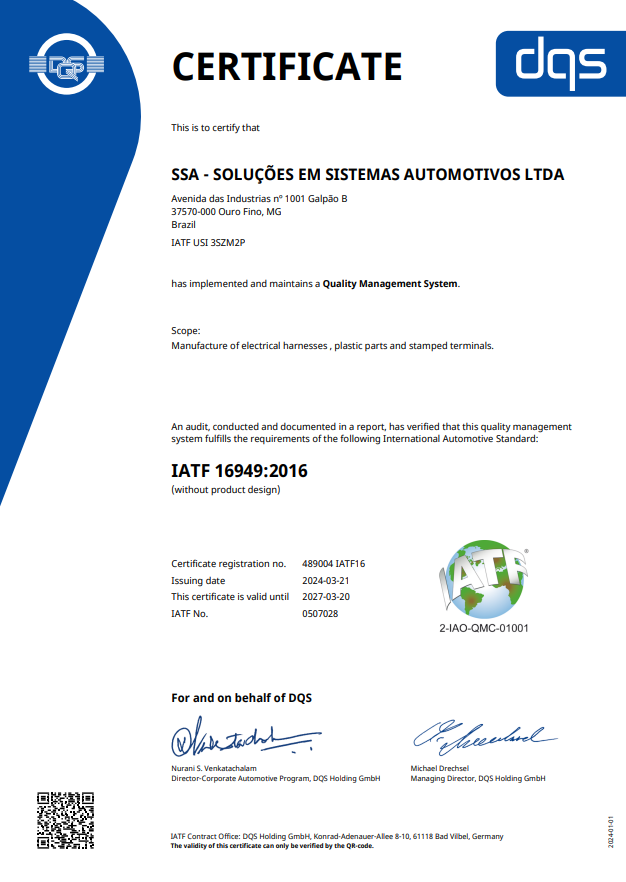 DQS
CERTIFICATE
dqs
This is to certify that
SSA - SOLUÇÕES EM SISTEMAS AUTOMOTIVOS LTDA
Avenida das Industrias nº 1001 Galpão B
37570-000 Ouro Fino, MG
Brazil
IATF USI 3SZM2P
has implemented and maintains a Quality Management System.
Scope:
Manufacture of electrical harnesses , plastic parts and stamped terminals.
An audit, conducted and documented in a report, has verified that this quality management
system fulfills the requirements of the following International Automotive Standard:
IATF 16949:2016
(without product design)
Certificate registration no. 489004 IATF16
Issuing date 2024-03-21
This certificate is valid until 2027-03-20
IATF No. 0507028
IATF®
2-IAO-QMC-01001
For and on behalf of DQS
Nurani S. Venkatachalam
Director-Corporate Automotive Program, DQS Holding GmbH
Michael Drechsel
Managing Director, DQS Holding GmbH
IATF Contract Office: DQS Holding GmbH, Konrad-Adenauer-Allee 8-10, 61118 Bad Vilbel, Germany
The validity of this certificate can only be verified by the QR-code.
2024-01-01